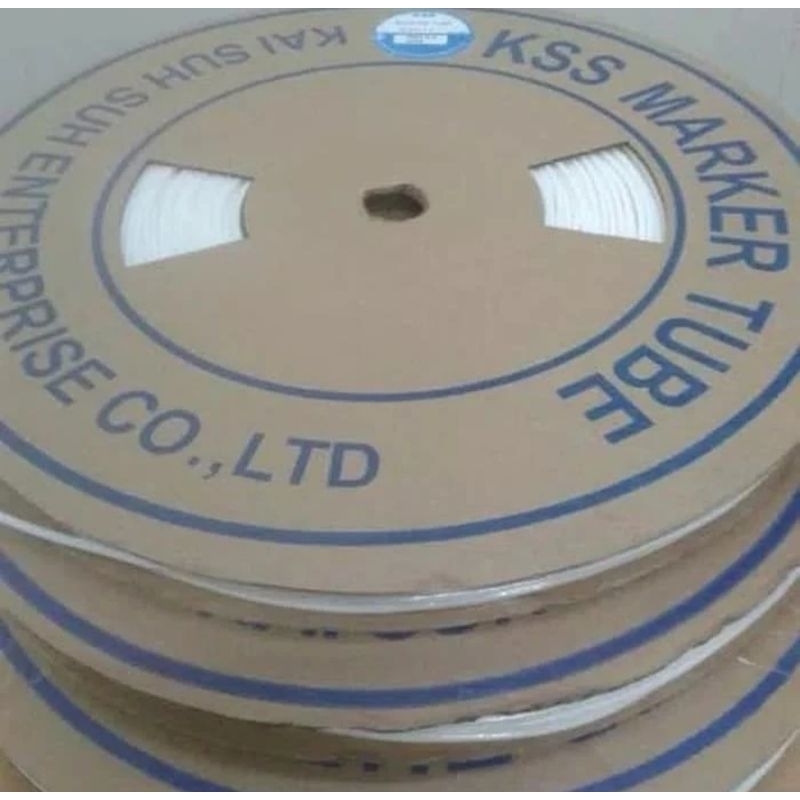 KSS MARKER TUBE
KAI SUH SUH ENTERPRISE CO.,LTD